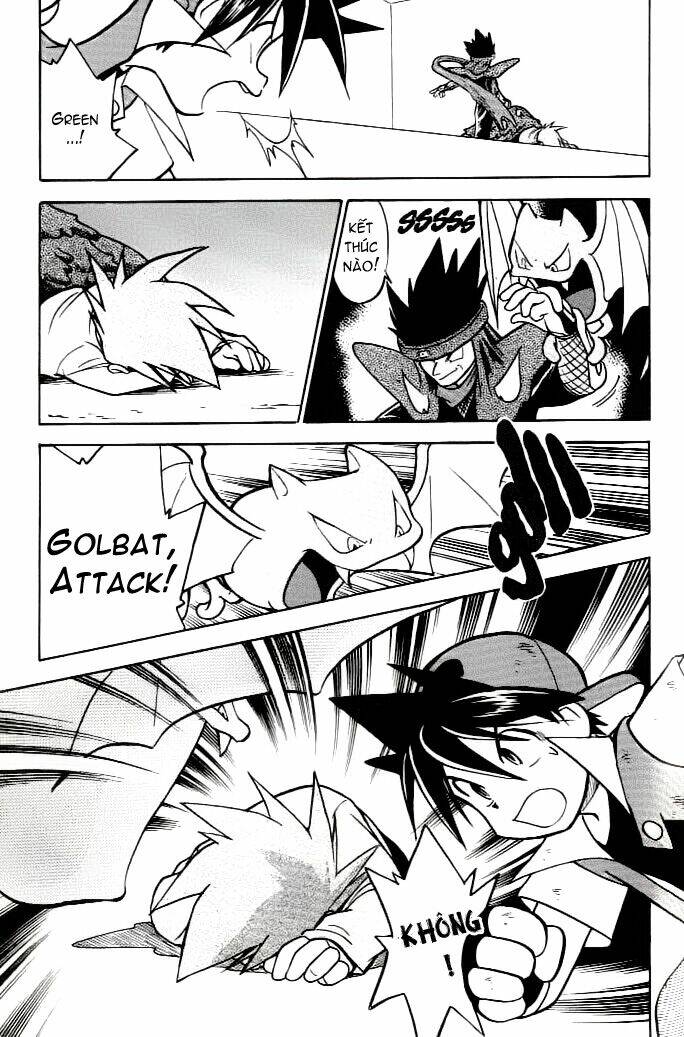 GREEN
...!
KẾT
THÚC
NÀO!
SSSSS
GOLBAT,
ATTACK!
KHÔNG
!